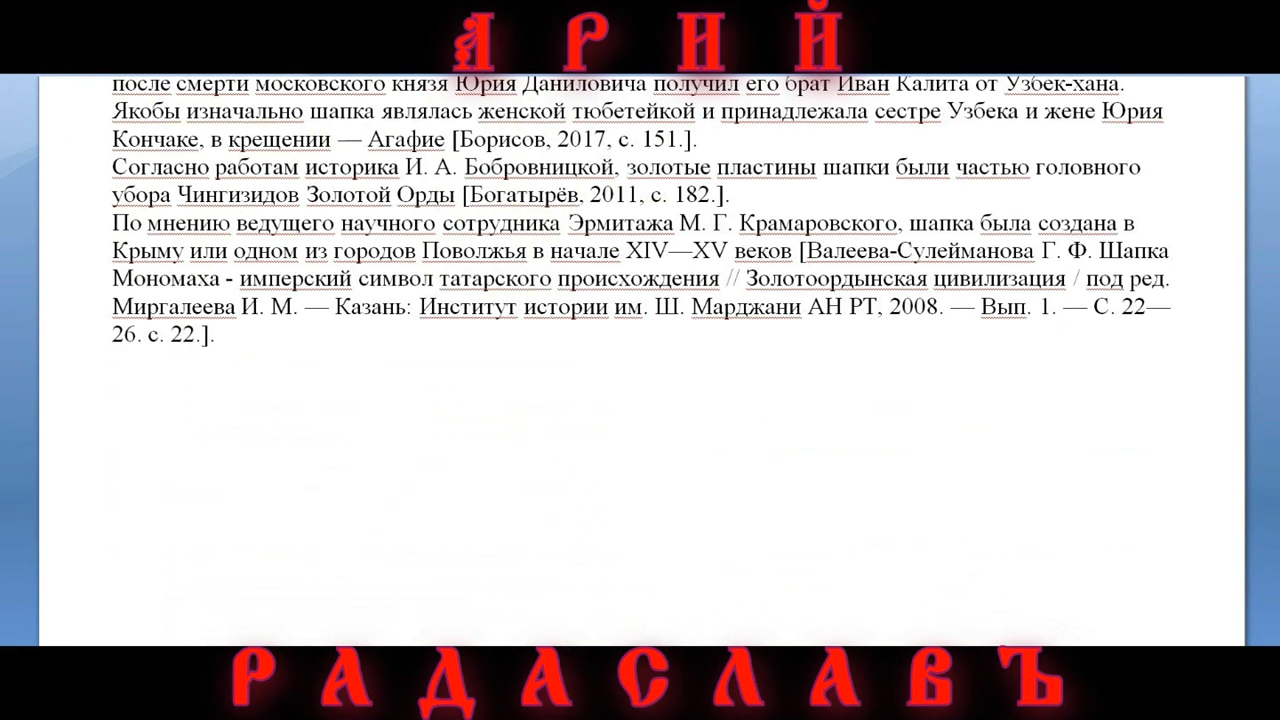 АРИЙ
после смерти московского князя Юрия Даниловича получил его брат Иван Калита от Узбек-хана.
Якобы изначально шапка являлась женской тюбетейкой и принадлежала сестре Узбека и жене Юрия
Кончаке, в крещении — Агафие [Борисов, 2017, с. 151.].
Согласно работам историка И. А. Бобровницкой, золотые пластины шапки были частью головного
убора Чингизидов Золотой Орды [Богатырёв, 2011, с. 182.].
По мнению ведущего научного сотрудника Эрмитажа М. Г. Крамаровского, шапка была создана в
Крыму или одном из городов Поволжья в начале XIV—XV веков [Валеева-Сулейманова Г. Ф. Шапка
Мономаха - имперский символ татарского происхождения // Золотоордынская цивилизация / под ред.
Миргалеева И. М. — Казань: Институт истории им. Ш. Марджани АН РТ, 2008. — Вып. 1. — С. 22—
26. с. 22.].
РАДАСЛАВЪ